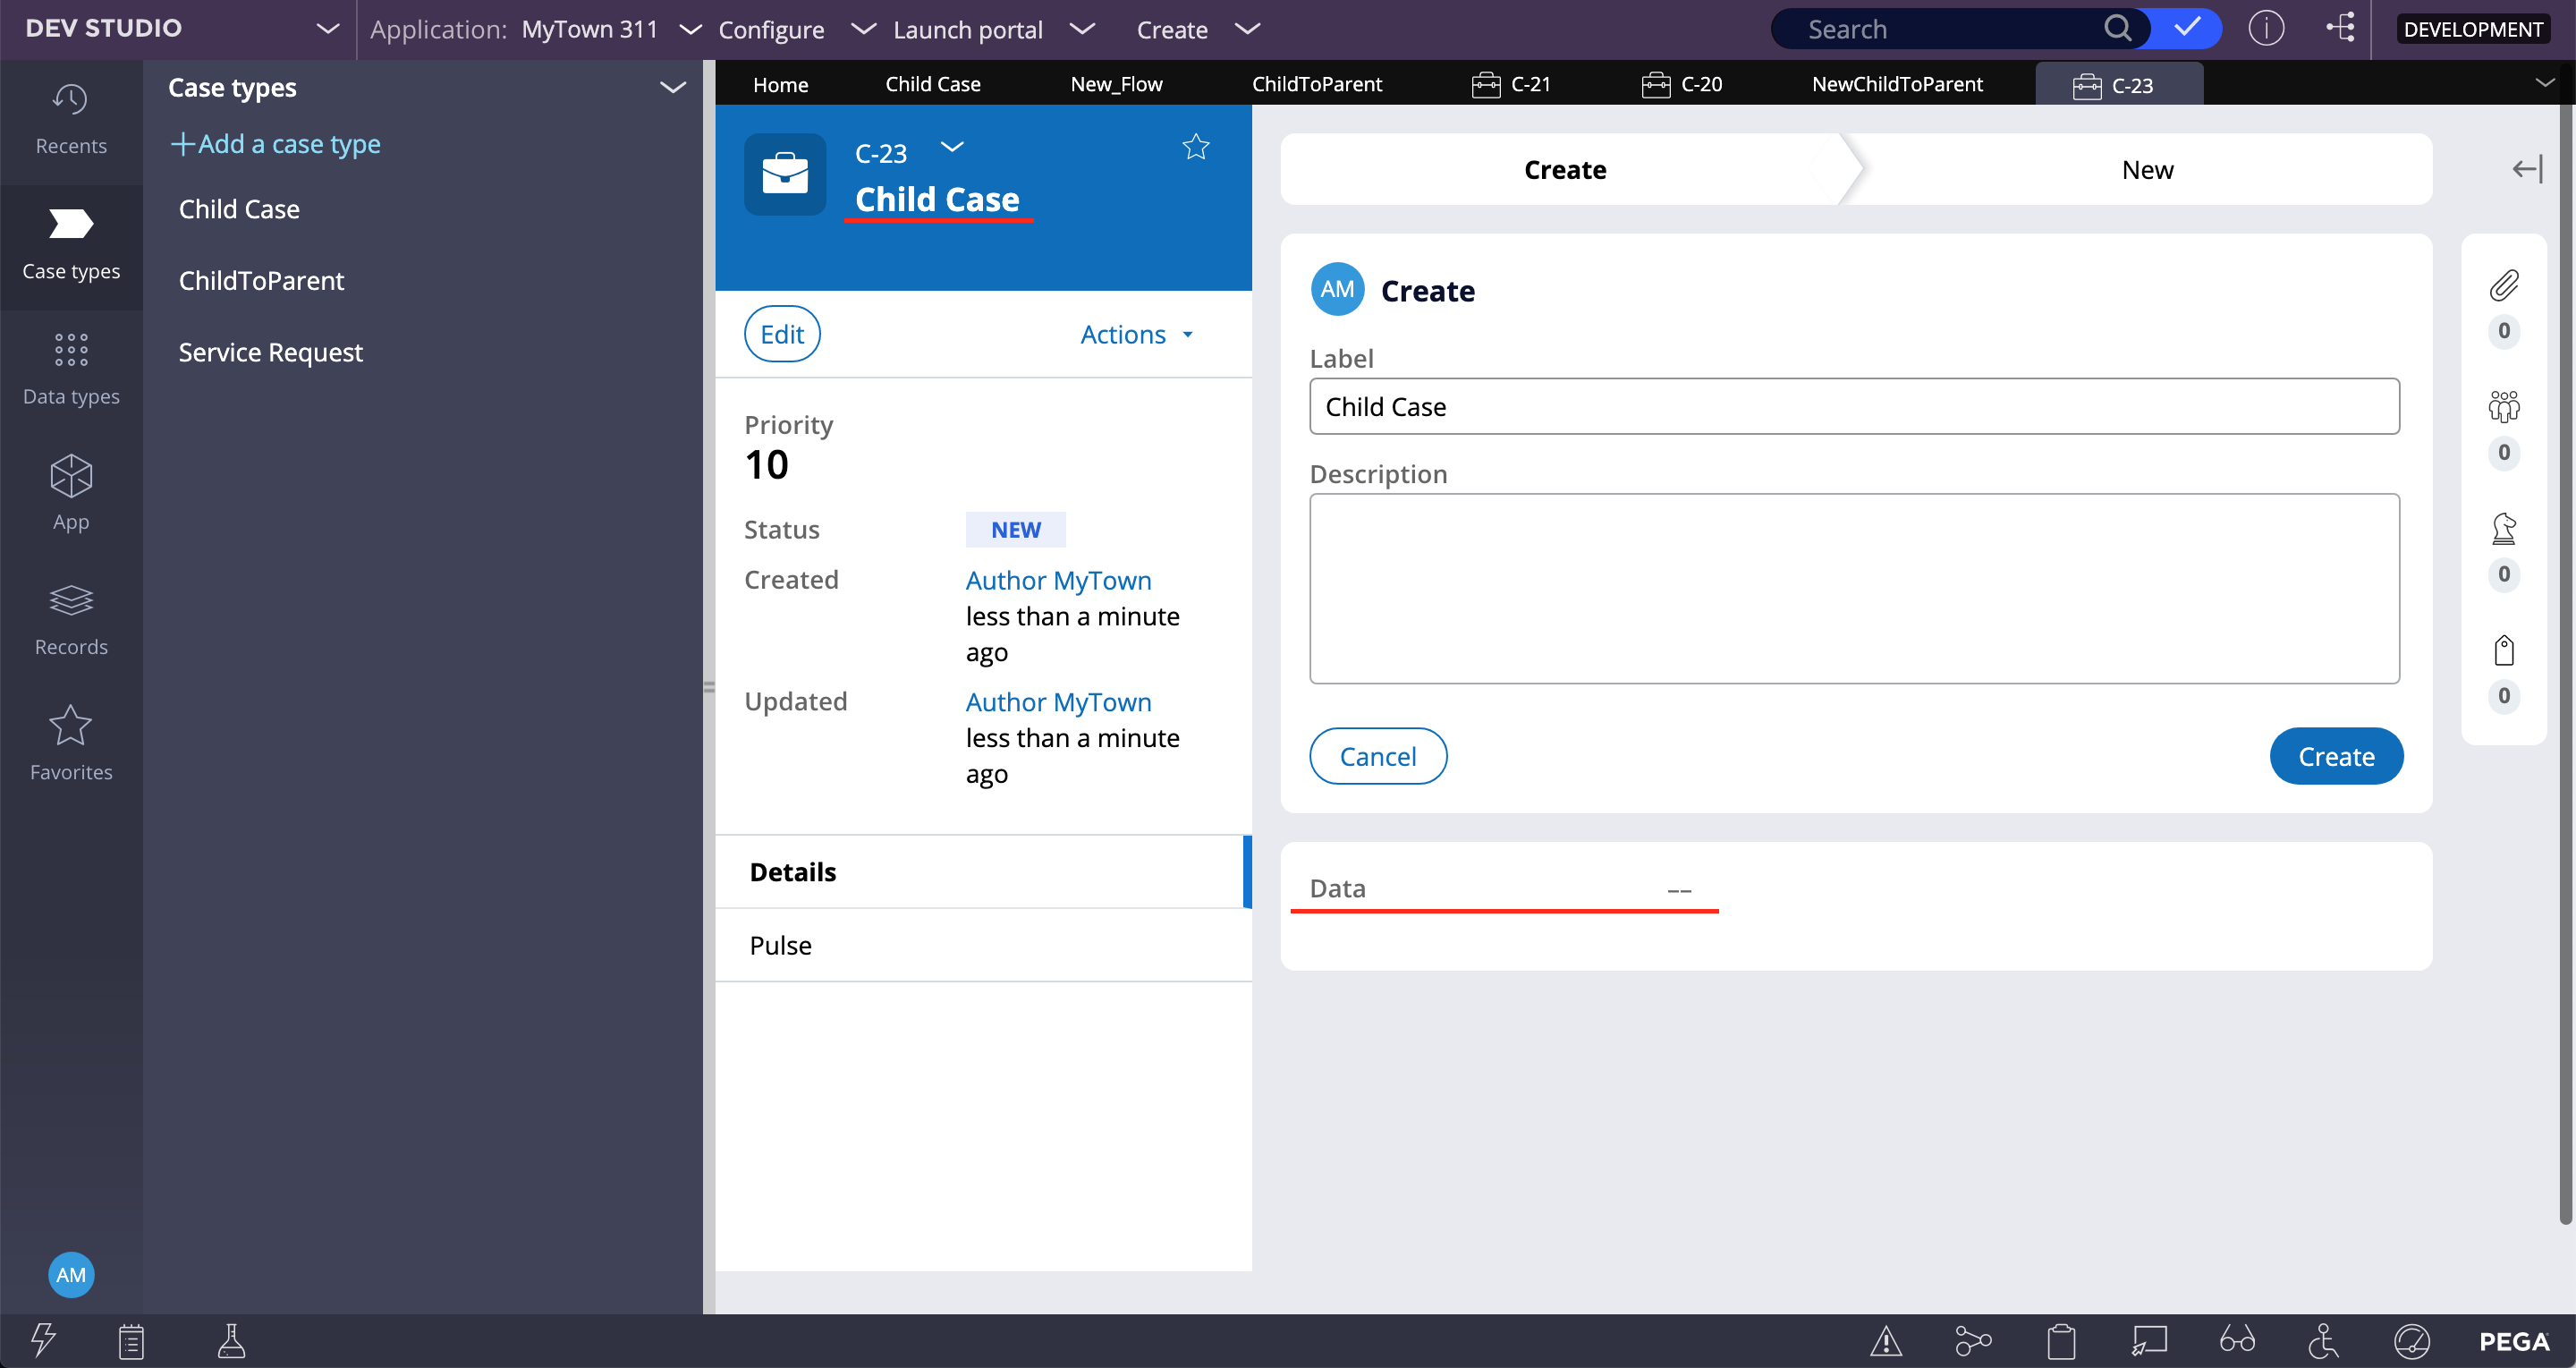 DEV STUDIO
Application: MyTown 311
Configure
Launch portal
Create
Search
DEVELOPMENT
Recents
Case types
Data types
App
Records
Favorites
AM
Case types
Add a case type
Child Case
ChildToParent
Service Request
Home
Child Case
New_Flow
ChildToParent
C-21
C-20
NewChildToParent
C-23
C-23
Child Case
Edit
Actions
Priority
10
Status
NEW
Created
Author MyTown
less than a minute
ago
Updated
Author MyTown
less than a minute
ago
Details
Pulse
Create
New
AM
Create
Label
Child Case
Description
Cancel
Create
Data
––
0
0
0
0
PEGA